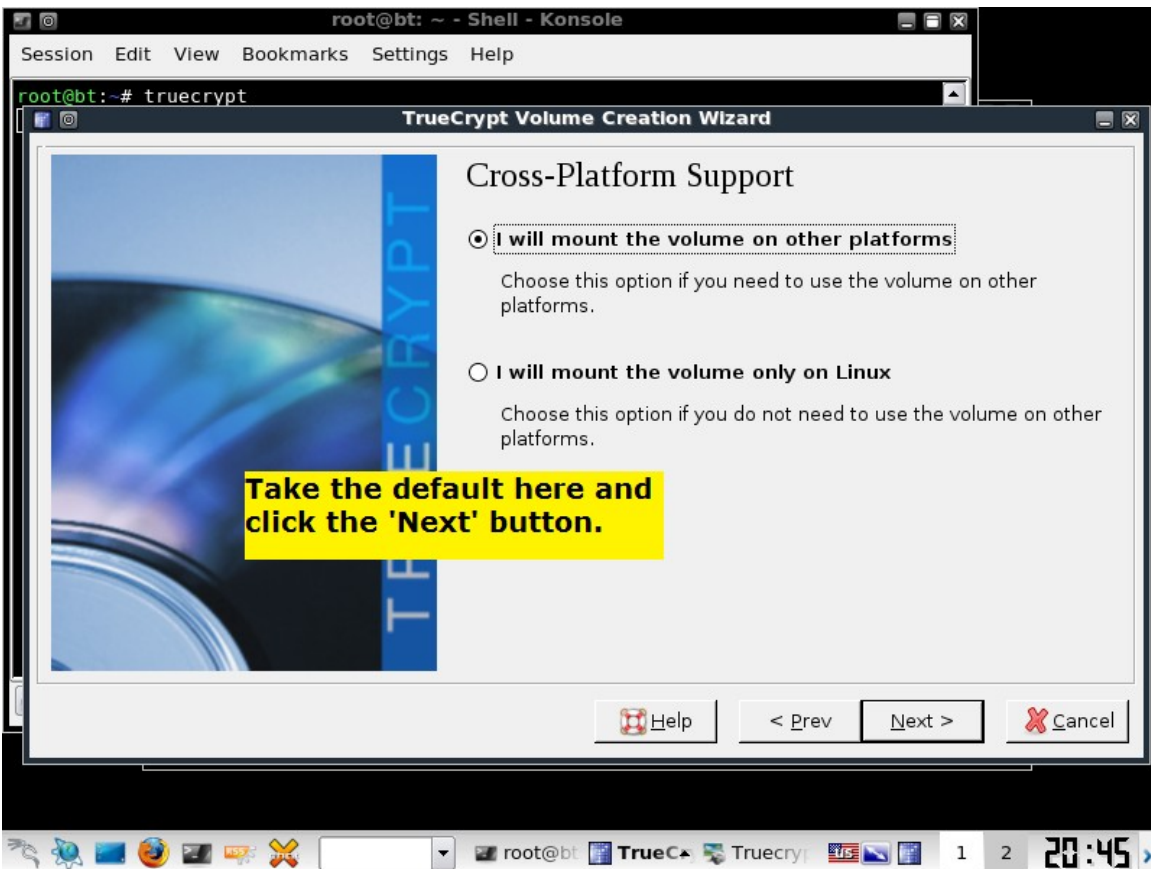 root@bt: ~ - Shell - Konsole
Session Edit View Bookmarks Settings Help
root@bt:~# truecrypt
TrueCrypt Volume Creation Wizard
TRUECRYPT
Cross-Platform Support
I will mount the volume on other platforms
Choose this option if you need to use the volume on other
platforms.
I will mount the volume only on Linux
Choose this option if you do not need to use the volume on other
platforms.
Take the default here and
click the 'Next' button.
Help < Prev Next > Cancel
root@bt TrueC Truecry US 1 2 20:45